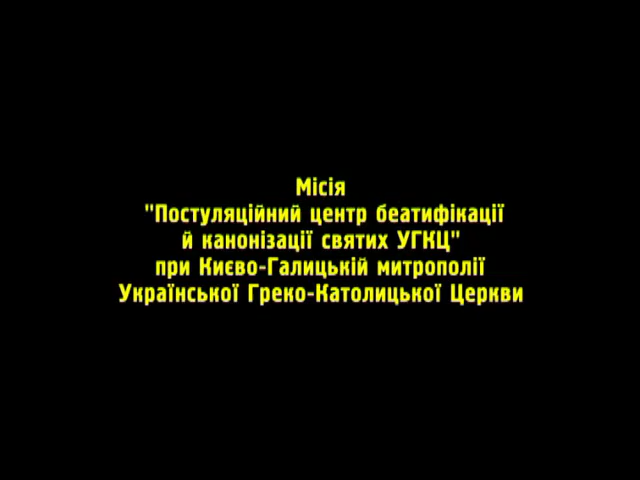 Місія
"Постуляційний центр беатифікації
й канонізації святих УГКЦ"
при Києво-Галицькій митрополії
Української Греко-Католицької Церкви